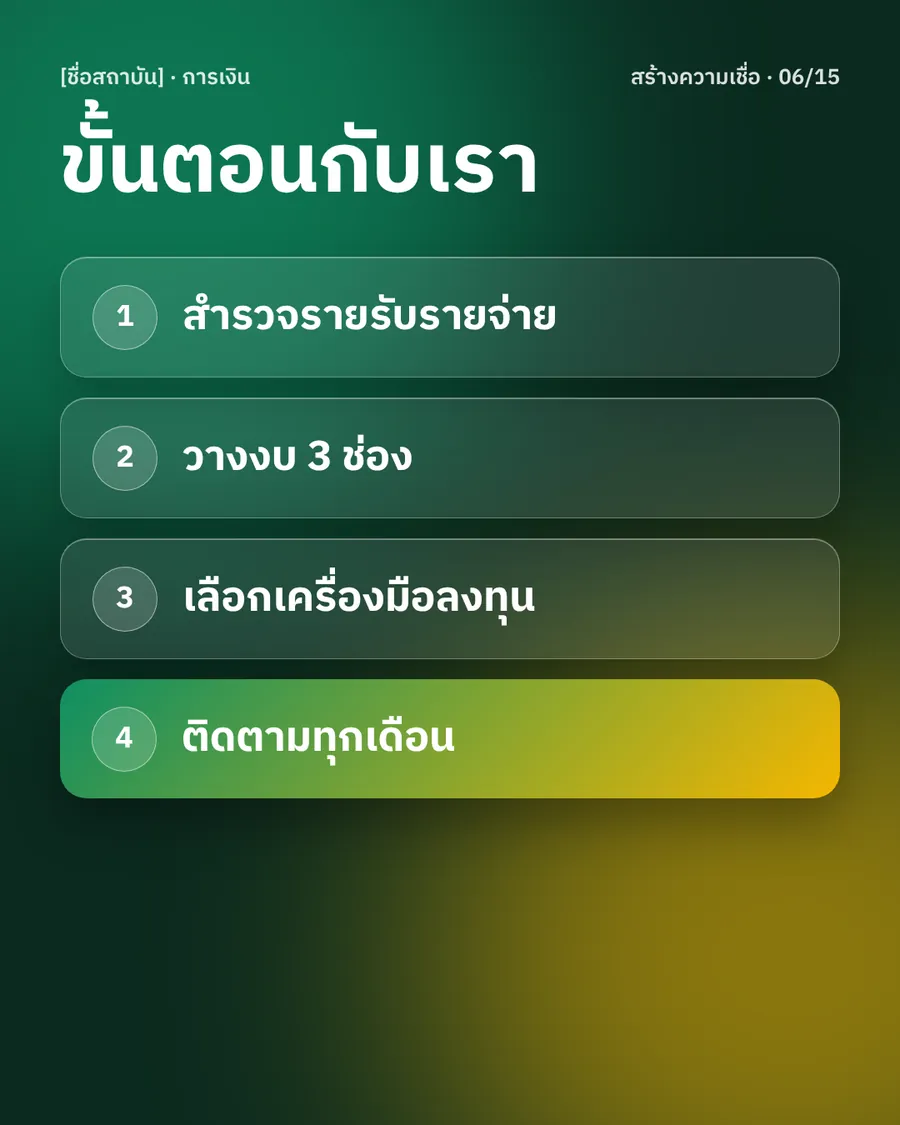 [ชื่อสถาบัน] · การเงิน
สร้างความเชื่อ · 06/15
ขั้นตอนกับเรา
1 สำรวจรายรับรายจ่าย
2 วางงบ 3 ช่อง
3 เลือกเครื่องมือลงทุน
4 ติดตามทุกเดือน